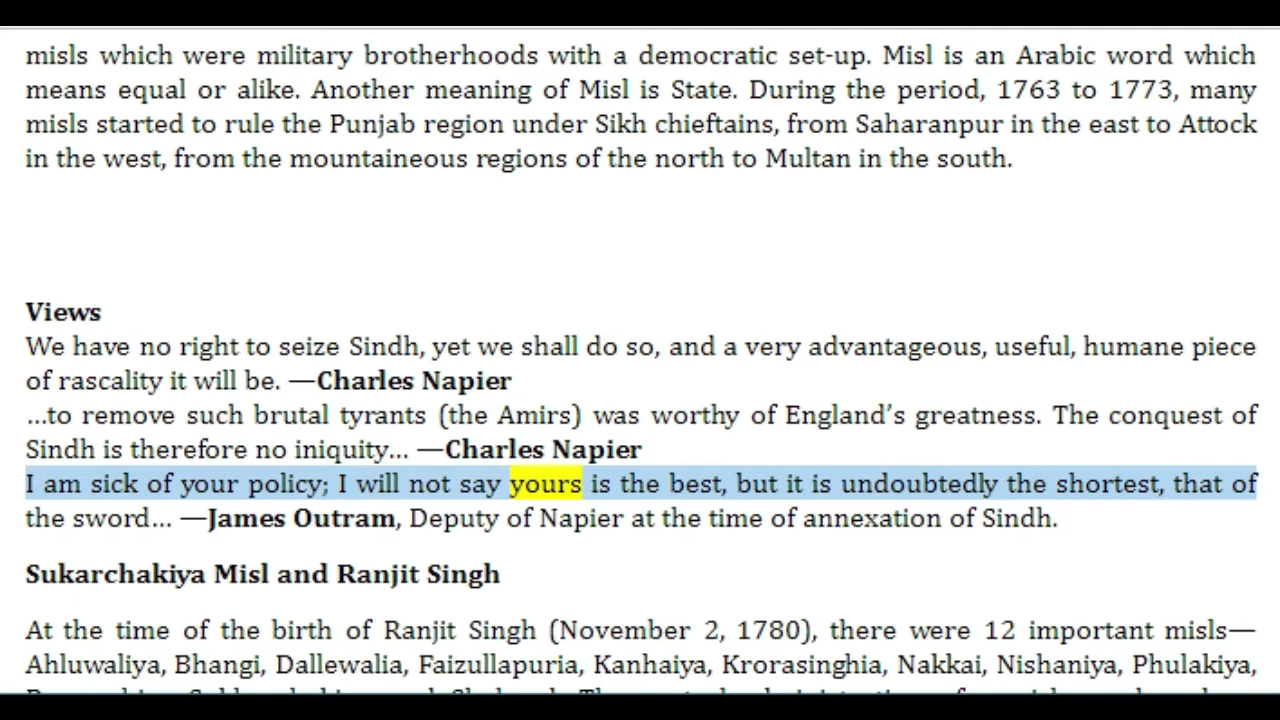 misls which were military brotherhoods with a democratic set-up. Misl is an Arabic word which
means equal or alike. Another meaning of Misl is State. During the period, 1763 to 1773, many
misls started to rule the Punjab region under Sikh chieftains, from Saharanpur in the east to Attock
in the west, from the mountaineous regions of the north to Multan in the south.
Views
We have no right to seize Sindh, yet we shall do so, and a very advantageous, useful, humane piece
of rascality it will be. —Charles Napier
…to remove such brutal tyrants (the Amirs) was worthy of England’s greatness. The conquest of
Sindh is therefore no iniquity… —Charles Napier
I am sick of your policy; I will not say yours is the best, but it is undoubtedly the shortest, that of
the sword… —James Outram, Deputy of Napier at the time of annexation of Sindh.
Sukarchakiya Misl and Ranjit Singh
At the time of the birth of Ranjit Singh (November 2, 1780), there were 12 important misls—
Ahluwaliya, Bhangi, Dallewalia, Faizullapuria, Kanhaiya, Krorasinghia, Nakkai, Nishaniya, Phulakiya,